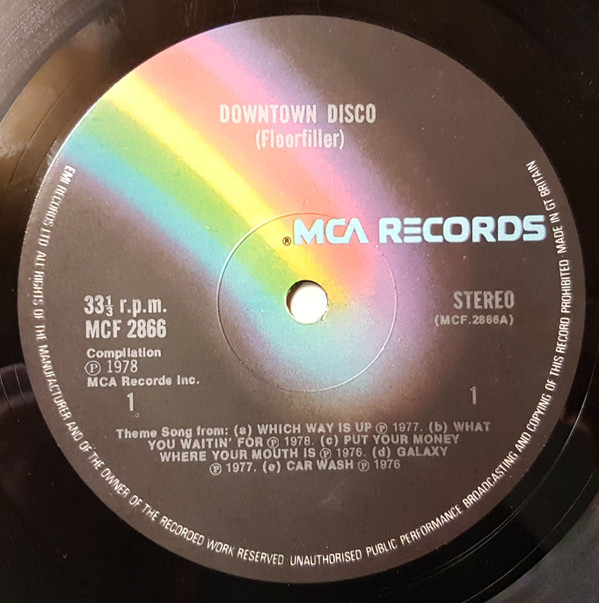 DOWNTOWN DISCO
(Floorfiller)
® MCA RECORDS
33⅓ r.p.m.
MCF 2866
STEREO
(MCF.2866A)
Compilation
Ⓟ 1978
MCA Records Inc.
1
1
Theme Song from: (a) WHICH WAY IS UP Ⓟ 1977. (b) WHAT
YOU WAITIN' FOR Ⓟ 1978. (c) PUT YOUR MONEY
WHERE YOUR MOUTH IS Ⓟ 1976. (d) GALAXY
Ⓟ 1977. (e) CAR WASH Ⓟ 1976
EMI RECORDS LTD ALL RIGHTS OF THE MANUFACTURER AND OF THE OWNER OF THE RECORDED WORK RESERVED UNAUTHORISED PUBLIC PERFORMANCE BROADCASTING AND COPYING OF THIS RECORD PROHIBITED MADE IN GT BRITAIN